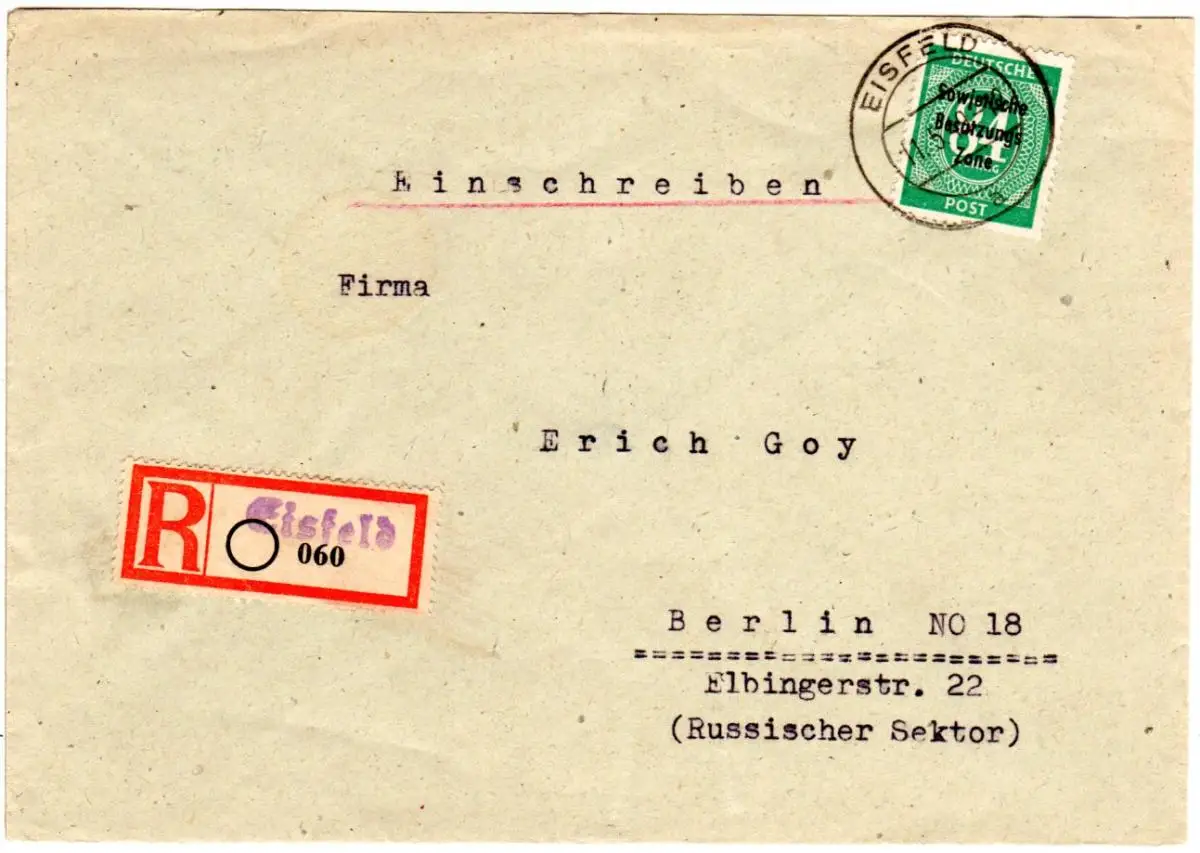 EISFELD
DEUTSCHE
Sowjetische
Besatzungs
Zone
84
POST
Einschreiben
Firma
Erich Goy
R
Eisfeld
060
Berlin NO 18
Elbingerstr. 22
(Russischer Sektor)